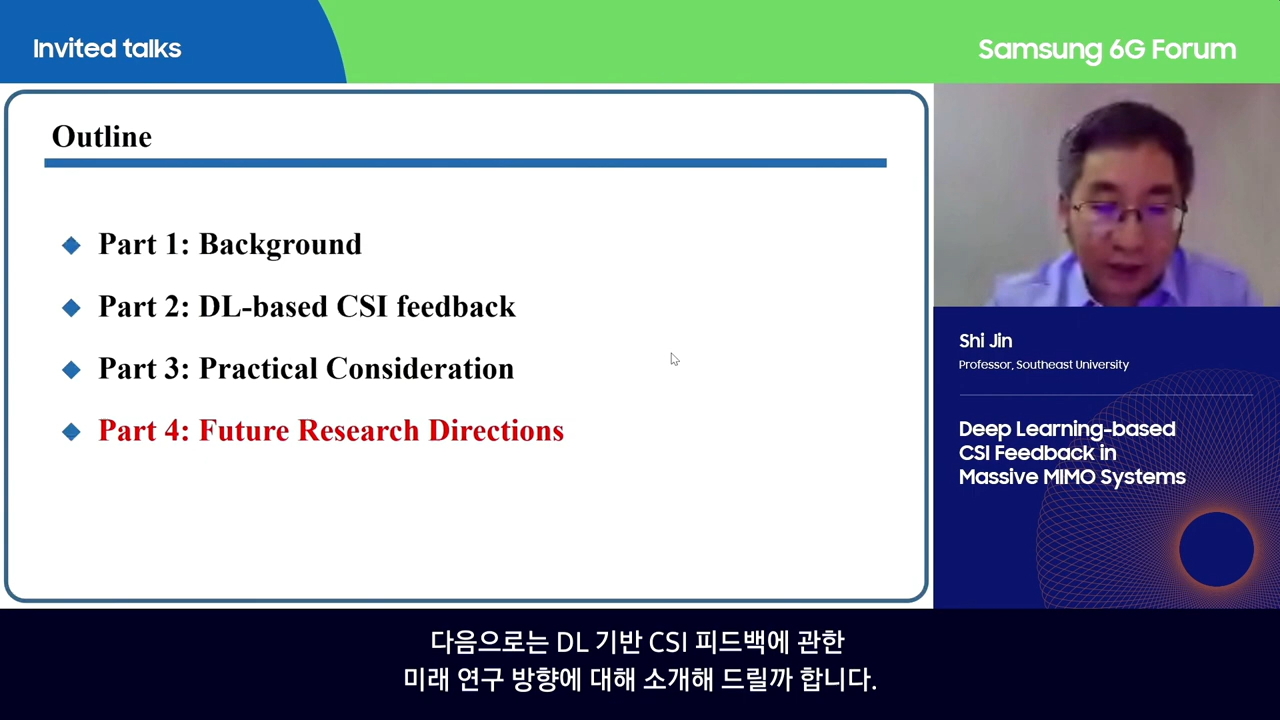 Invited talks
Samsung 6G Forum
Outline
Part 1: Background
Part 2: DL-based CSI feedback
Part 3: Practical Consideration
Part 4: Future Research Directions
Shi Jin
Professor, Southeast University
Deep Learning-based
CSI Feedback in
Massive MIMO Systems
다음으로는 DL 기반 CSI 피드백에 관한
미래 연구 방향에 대해 소개해 드릴까 합니다.